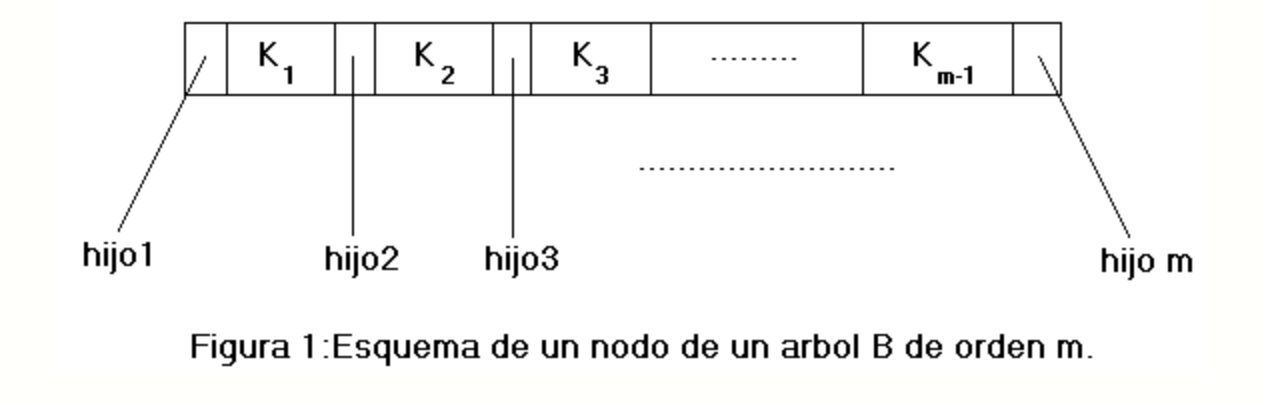 K1 K2 K3 ......... Km-1
.........................
hijo1 hijo2 hijo3 hijo m
Figura 1:Esquema de un nodo de un arbol B de orden m.